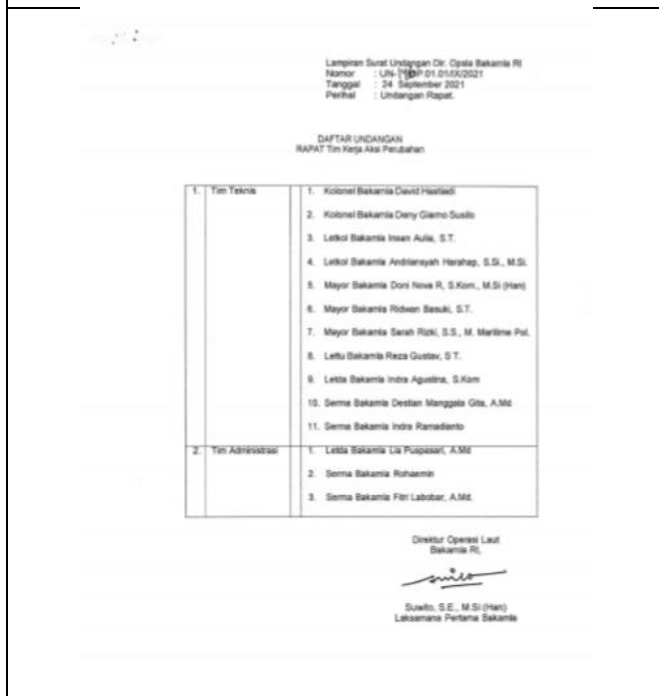 Lampiran Surat Undangan Dir. Opsla Bakamla RI
Nomor : UN- /OP.01.01/IX/2021
Tanggal : 24 September 2021
Perihal : Undangan Rapat.
DAFTAR UNDANGAN
RAPAT Tim Kerja Aksi Perubahan
1. Tim Teknis
1. Kolonel Bakamla David Hastiadi
2. Kolonel Bakamla Deny Giarno Susilo
3. Letkol Bakamla Insan Aulia, S.T.
4. Letkol Bakamla Andriansyah Harahap, S.Si., M.Si.
5. Mayor Bakamla Doni Nova R, S.Kom., M.Si (Han)
6. Mayor Bakamla Ridwan Basuki, S.T.
7. Mayor Bakamla Sarah Rizki, S.S., M. Maritime Pol.
8. Lettu Bakamla Reza Gustav, S T.
9. Letda Bakamla Indra Agustina, S.Kom
10. Serma Bakamla Destian Manggala Gita, A.Md
11. Serma Bakamla Indra Ramadianto
2. Tim Administrasi
1. Letda Bakamla Lia Puspasari, A.Md
2. Serma Bakamla Rohaemin
3. Serma Bakamla Fitri Labobar, A.Md.
Direktur Operasi Laut
Bakamla RI,
Suwito, S.E., M.Si (Han)
Laksamana Pertama Bakamla